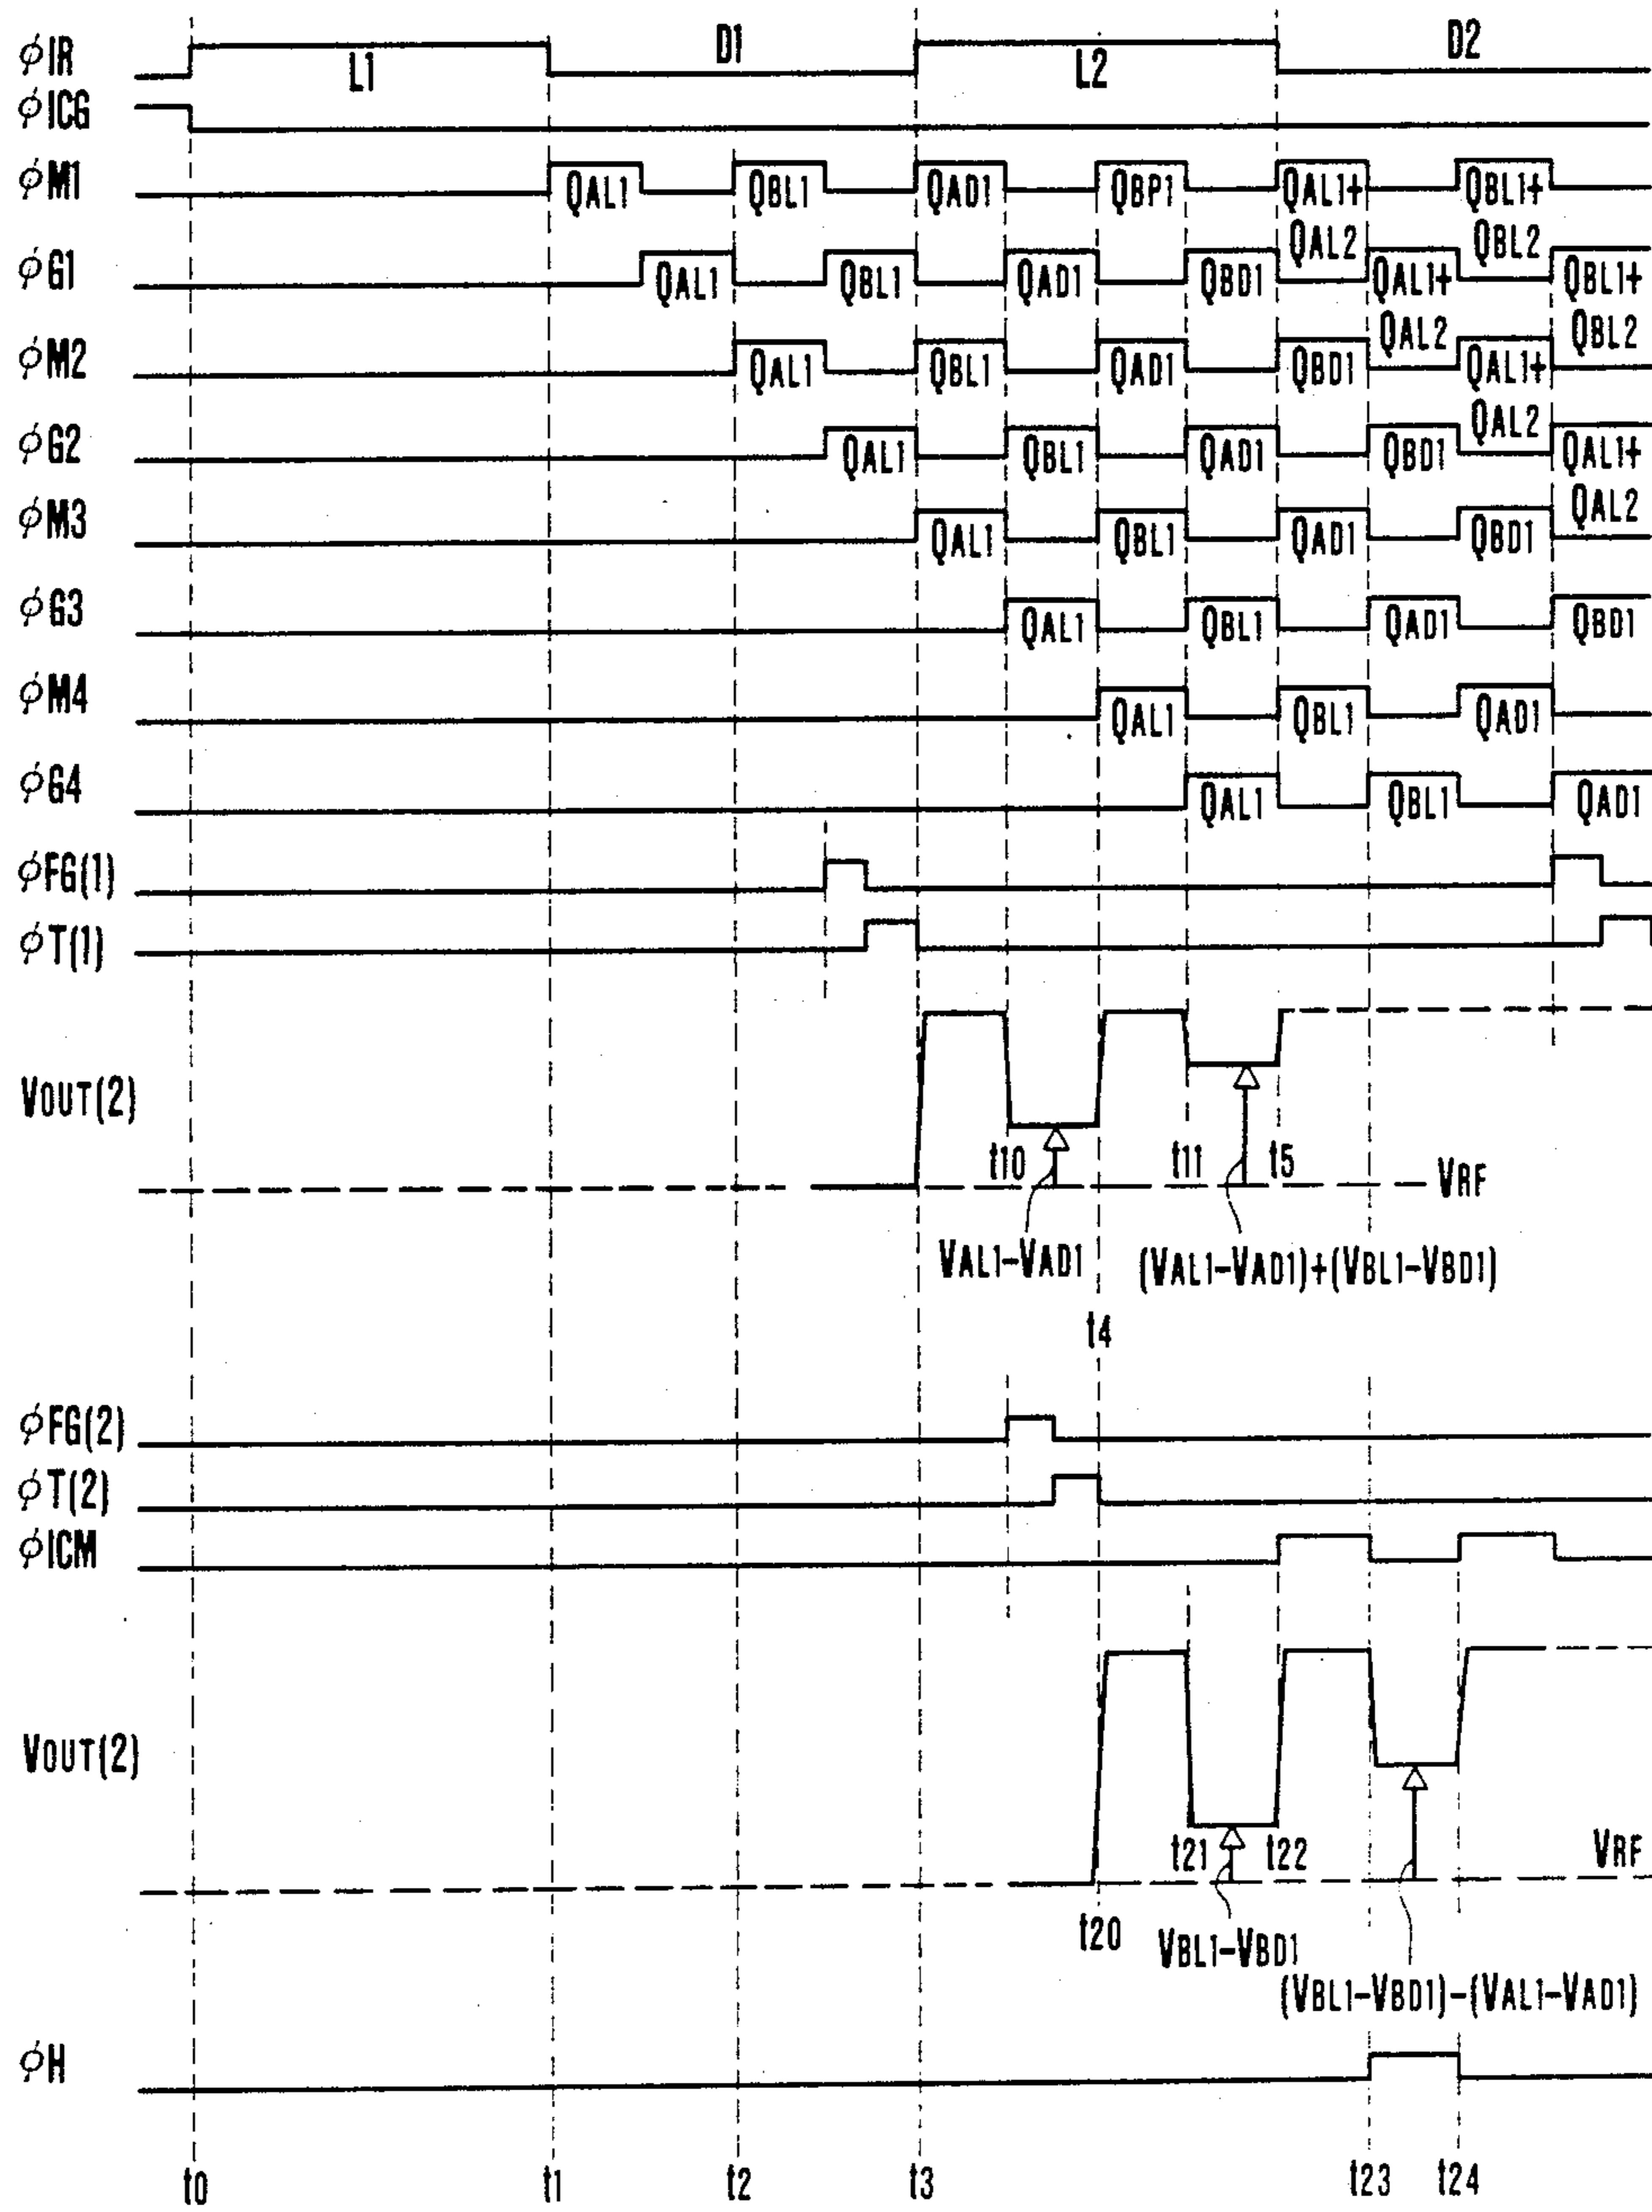 φIR L1 D1 L2 D2
φICG
φM1 QAL1 QBL1 QAD1 QBP1 QAL1+ QBL1+
QAL2 QBL2
φG1 QAL1 QBL1 QAD1 QBD1 QAL1+ QBL1+
QAL2 QBL2
φM2 QAL1 QBL1 QAD1 QBD1 QAL1+
QAL2
φG2 QAL1 QBL1 QAD1 QBD1 QAL1+
QAL2
φM3 QAL1 QBL1 QAD1 QBD1
φG3 QAL1 QBL1 QAD1 QBD1
φM4 QAL1 QBL1 QAD1
φG4 QAL1 QBL1 QAD1
φFG(1)
φT(1)
VOUT(2)
t10 t11 t5
VRF
VAL1-VAD1 (VAL1-VAD1)+(VBL1-VBD1)
t4
φFG(2)
φT(2)
φICM
VOUT(2)
t21 t22 VRF
t20 VBL1-VBD1
(VBL1-VBD1)-(VAL1-VAD1)
φH
t0 t1 t2 t3 t23 t24